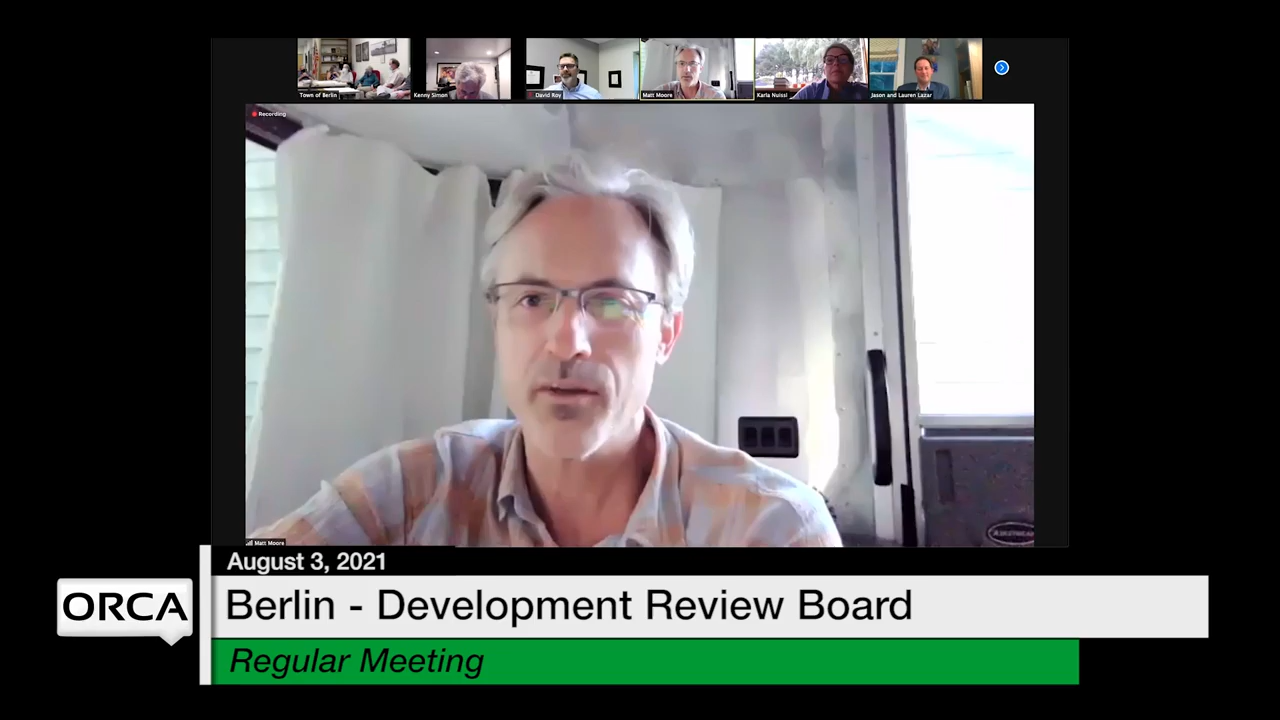 Town of Berlin
Kenny Simon
David Roy
Matt Moore
Karla Nuissl
Jason and Lauren Lazar
Recording
Matt Moore
August 3, 2021
ORCA
Berlin - Development Review Board
Regular Meeting